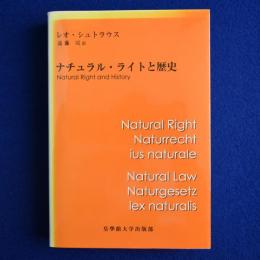 レオ・シュトラウス
遠藤 司 訳
ナチュラル・ライトと歴史
Natural Right and History
Natural Right
Naturrecht
ius naturale
Natural Law
Naturgesetz
lex naturalis
皇學館大学出版部